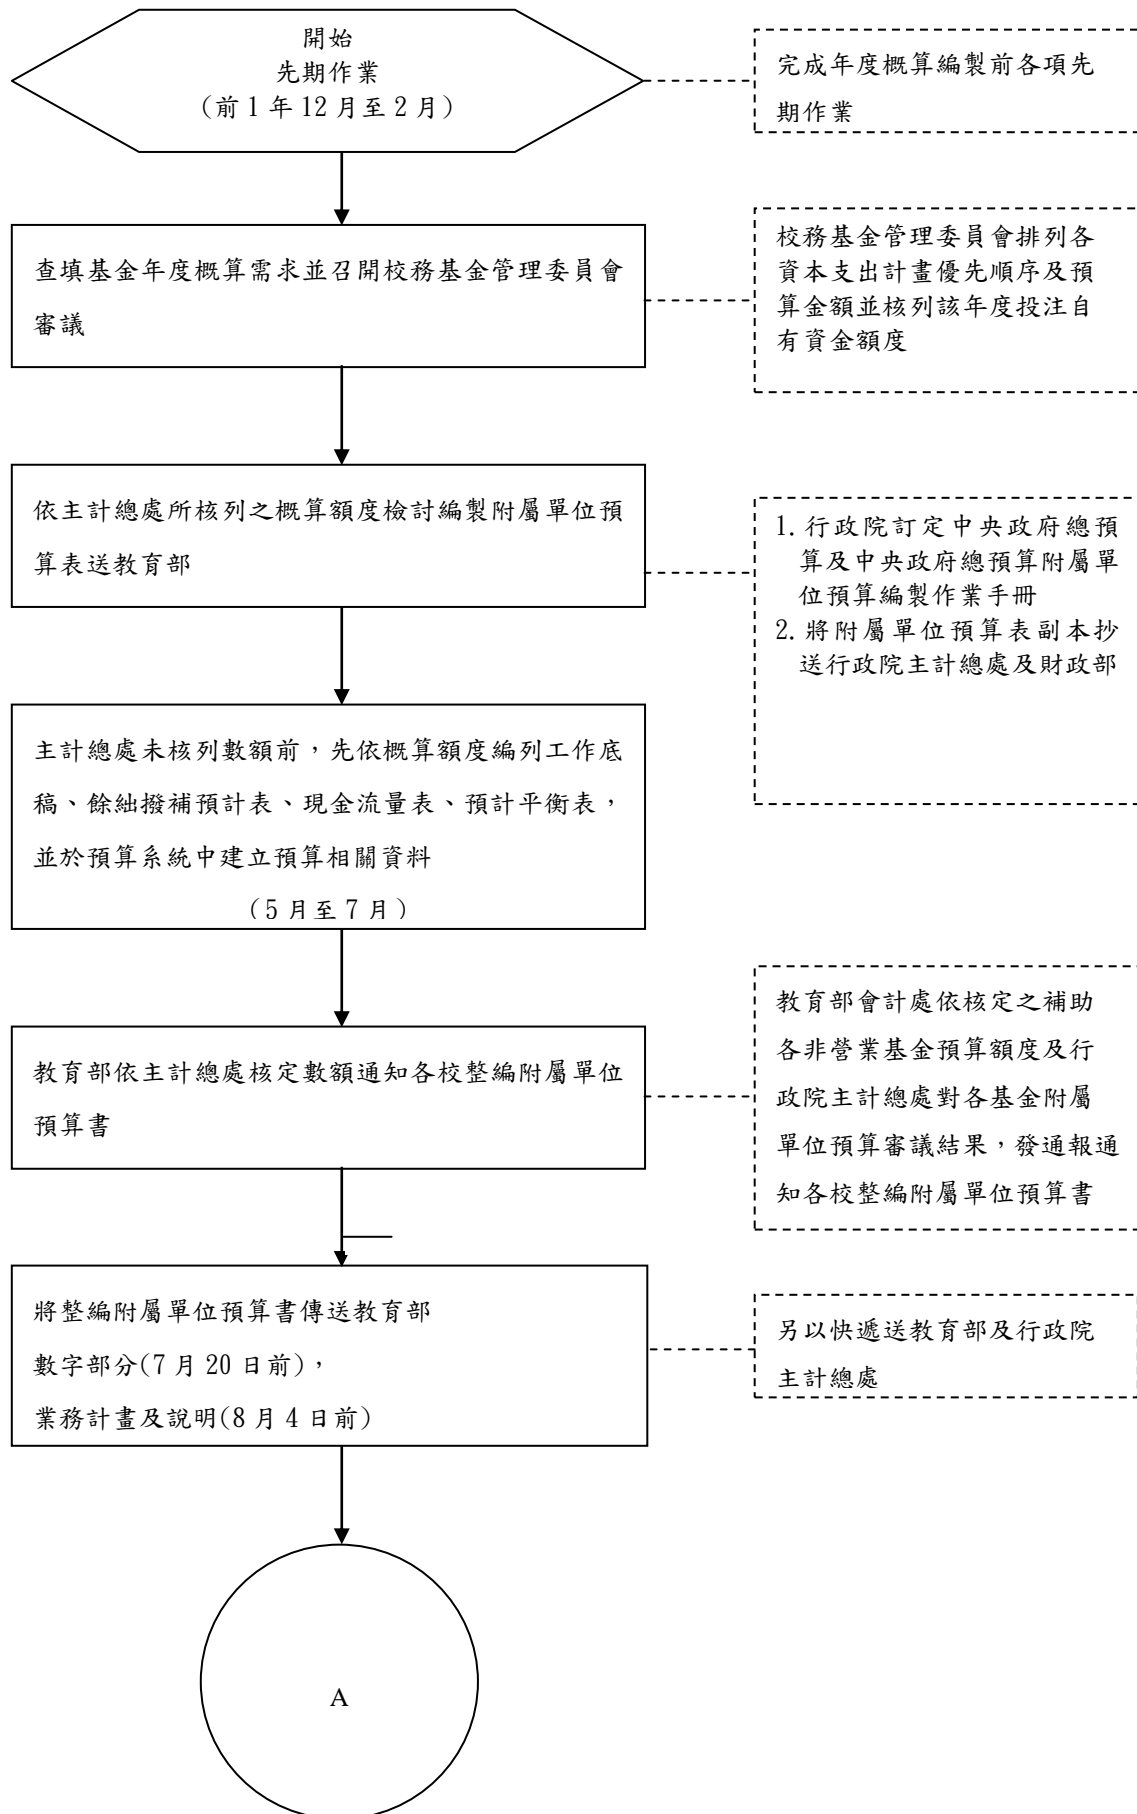 開始
先期作業
(前1年12月至2月)
完成年度概算編製前各項先
期作業
查填基金年度概算需求並召開校務基金管理委員會
審議
校務基金管理委員會排列各
資本支出計畫優先順序及預
算金額並核列該年度投注自
有資金額度
依主計總處所核列之概算額度檢討編製附屬單位預
算表送教育部
1. 行政院訂定中央政府總預
算及中央政府總預算附屬單
位預算編製作業手冊
2. 將附屬單位預算表副本抄
送行政院主計總處及財政部
主計總處未核列數額前，先依概算額度編列工作底
稿、餘絀撥補預計表、現金流量表、預計平衡表，
並於預算系統中建立預算相關資料
(5月至7月)
教育部依主計總處核定數額通知各校整編附屬單位
預算書
教育部會計處依核定之補助
各非營業基金預算額度及行
政院主計總處對各基金附屬
單位預算審議結果，發通報通
知各校整編附屬單位預算書
將整編附屬單位預算書傳送教育部
數字部分(7月20日前)，
業務計畫及說明(8月4日前)
另以快遞送教育部及行政院
主計總處
A